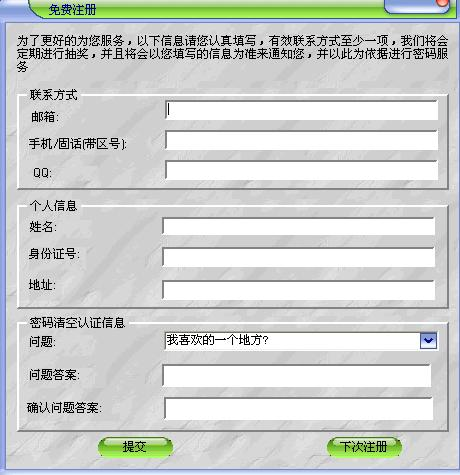 免费注册
为了更好的为您服务，以下信息请您认真填写，有效联系方式至少一项，我们将会
定期进行抽奖，并且将会以您填写的信息为准来通知您，并以此为依据进行密码服
务
联系方式
邮箱:
手机/固话(带区号):
QQ:
个人信息
姓名:
身份证号:
地址:
密码清空认证信息
问题: 我喜欢的一个地方?
问题答案:
确认问题答案:
提交 下次注册